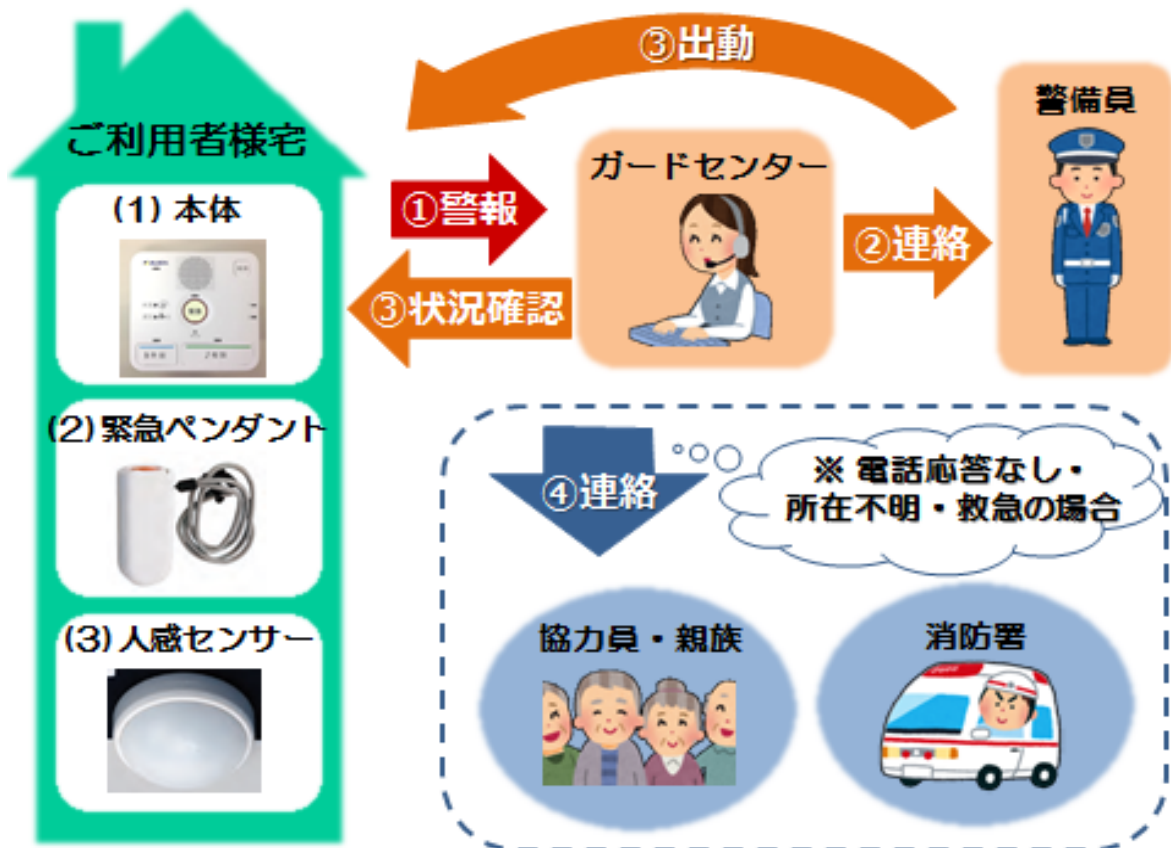 ③出動
警備員
ご利用者様宅
ガードセンター
(1) 本体
①警報
②連絡
③状況確認
(2) 緊急ペンダント
④連絡
※ 電話応答なし・
所在不明・救急の場合
(3) 人感センサー
協力員・親族
消防署